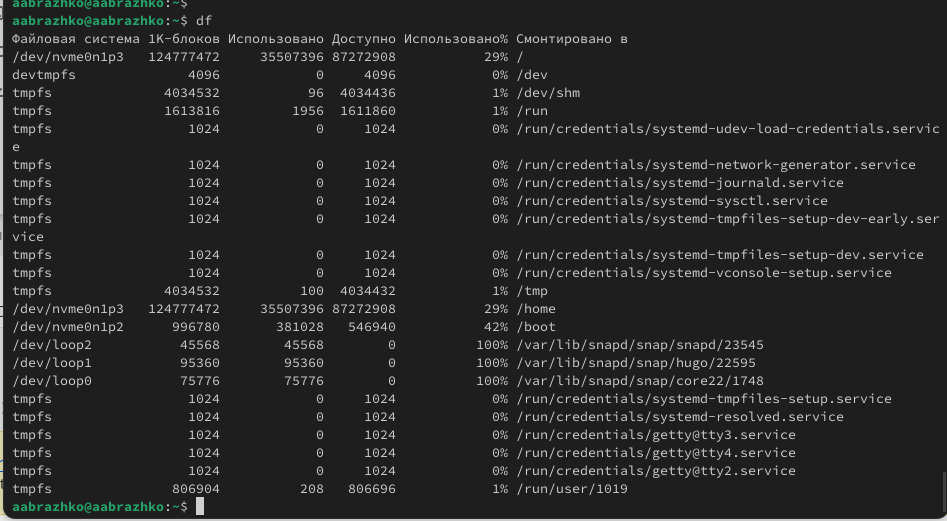 aabrazhko@aabrazhko:~$
aabrazhko@aabrazhko:~$ df
Файловая система 1K-блоков Использовано Доступно Использовано% Смонтировано в
/dev/nvme0n1p3   124777472     35507396 87272908           29% /
devtmpfs              4096            0     4096            0% /dev
tmpfs              4034532           96  4034436            1% /dev/shm
tmpfs              1613816         1956  1611860            1% /run
tmpfs                 1024            0     1024            0% /run/credentials/systemd-udev-load-credentials.servic
e
tmpfs                 1024            0     1024            0% /run/credentials/systemd-network-generator.service
tmpfs                 1024            0     1024            0% /run/credentials/systemd-journald.service
tmpfs                 1024            0     1024            0% /run/credentials/systemd-sysctl.service
tmpfs                 1024            0     1024            0% /run/credentials/systemd-tmpfiles-setup-dev-early.ser
vice
tmpfs                 1024            0     1024            0% /run/credentials/systemd-tmpfiles-setup-dev.service
tmpfs                 1024            0     1024            0% /run/credentials/systemd-vconsole-setup.service
tmpfs              4034532          100  4034432            1% /tmp
/dev/nvme0n1p3   124777472     35507396 87272908           29% /home
/dev/nvme0n1p2      996780       381028   546940           42% /boot
/dev/loop2           45568        45568        0          100% /var/lib/snapd/snap/snapd/23545
/dev/loop1           95360        95360        0          100% /var/lib/snapd/snap/hugo/22595
/dev/loop0           75776        75776        0          100% /var/lib/snapd/snap/core22/1748
tmpfs                 1024            0     1024            0% /run/credentials/systemd-tmpfiles-setup.service
tmpfs                 1024            0     1024            0% /run/credentials/systemd-resolved.service
tmpfs                 1024            0     1024            0% /run/credentials/getty@tty3.service
tmpfs                 1024            0     1024            0% /run/credentials/getty@tty4.service
tmpfs                 1024            0     1024            0% /run/credentials/getty@tty2.service
tmpfs               806904          208   806696            1% /run/user/1019
aabrazhko@aabrazhko:~$